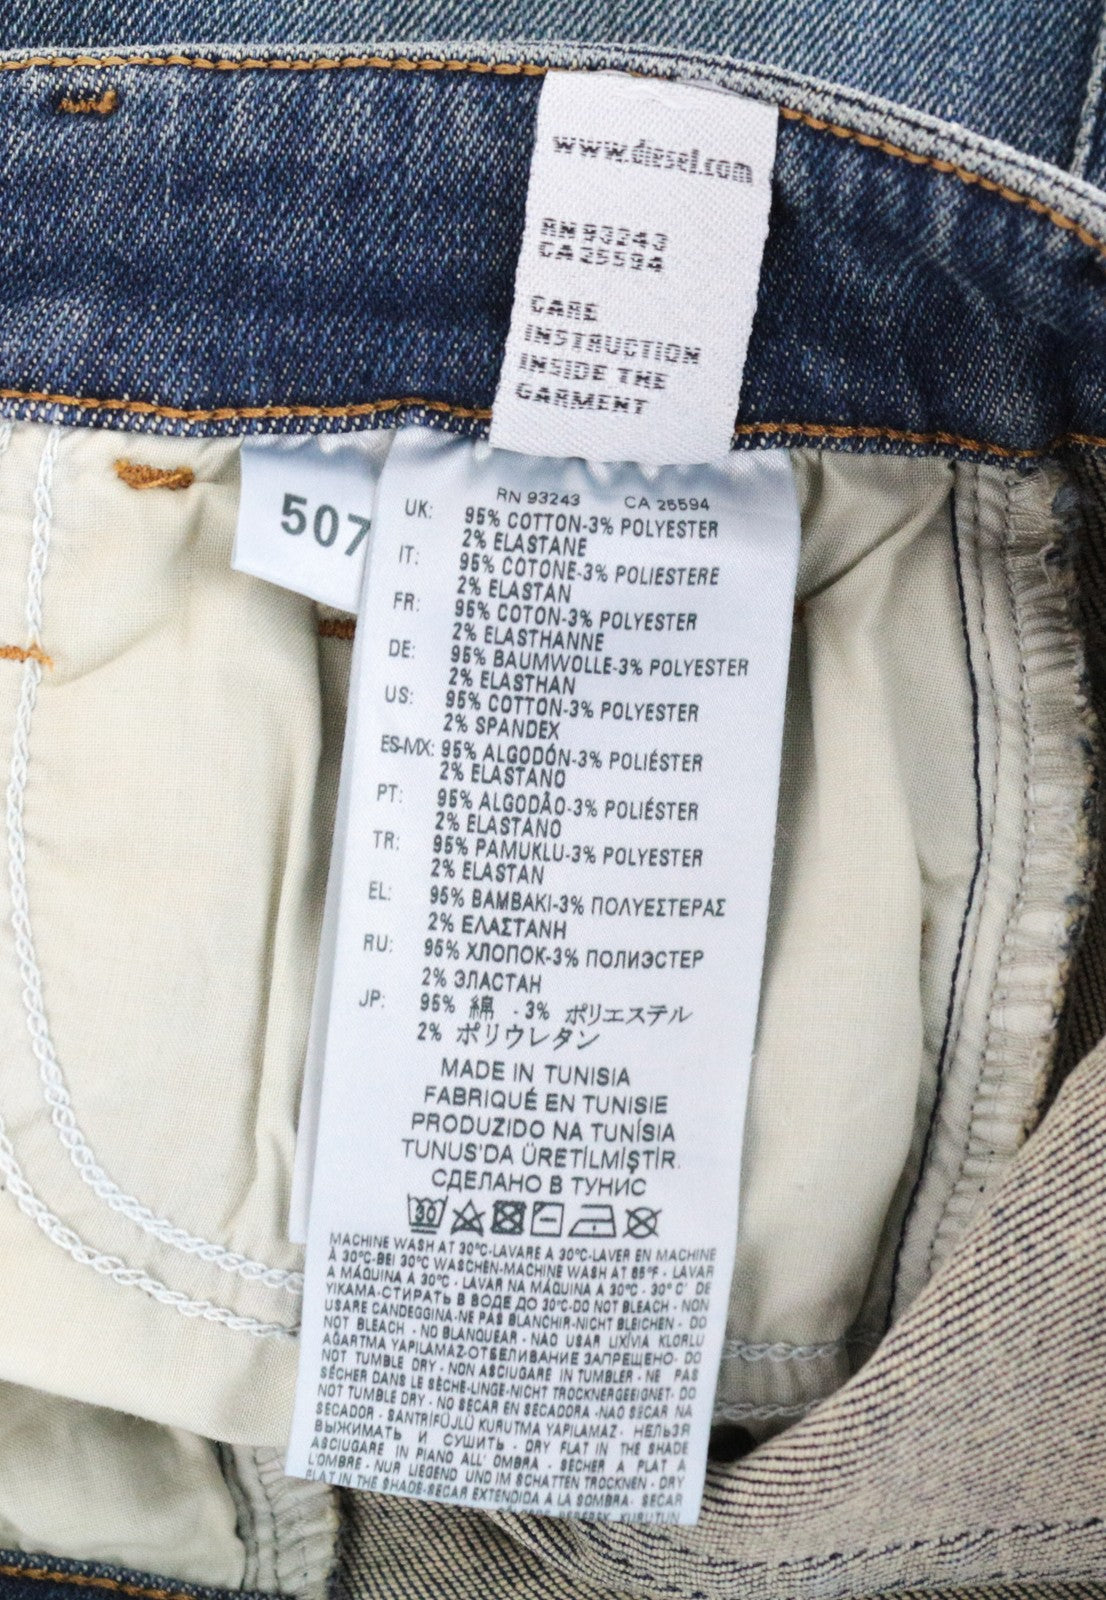 www.diesel.com
RN 93243
CA 25594
CARE
INSTRUCTION
INSIDE THE
GARMENT
507
RN 93243 CA 25594
UK: 95% COTTON-3% POLYESTER
2% ELASTANE
IT: 95% COTONE-3% POLIESTERE
2% ELASTAN
FR: 95% COTON-3% POLYESTER
2% ELASTHANNE
DE: 95% BAUMWOLLE-3% POLYESTER
2% ELASTHAN
US: 95% COTTON-3% POLYESTER
2% SPANDEX
ES-MX: 95% ALGODÓN-3% POLIÉSTER
2% ELASTANO
PT: 95% ALGODÃO-3% POLIÉSTER
2% ELASTANO
TR: 95% PAMUKLU-3% POLYESTER
2% ELASTAN
EL: 95% ΒΑΜΒΑΚΙ-3% ΠΟΛΥΕΣΤΕΡΑΣ
2% ΕΛΑΣΤΑΝΗ
RU: 95% ХЛОПОК-3% ПОЛИЭСТЕР
2% ЭЛАСТАН
JP: 95% 綿 -3% ポリエステル
2% ポリウレタン
MADE IN TUNISIA
FABRIQUÉ EN TUNISIE
PRODUZIDO NA TUNÍSIA
TUNUS'DA ÜRETİLMİŞTİR.
СДЕЛАНО В ТУНИС
30
MACHINE WASH AT 30°C-LAVARE A 30°C-LAVER EN MACHINE
À 30°C-BEI 30°C WASCHEN-MACHINE WASH AT 85°F - LAVAR
A MÁQUINA A 30°C - LAVAR NA MÁQUINA A 30°C - 30°C' DE
YIKAMA-СТИРАТЬ В ВОДЕ ДО 30°C-DO NOT BLEACH - NON
USARE CANDEGGINA-NE PAS BLANCHIR-NICHT BLEICHEN - DO
NOT BLEACH - NO BLANQUEAR - NAO USAR LIXÍVIA KLORLU
AĞARTMA YAPILAMAZ-ОТБЕЛИВАНИЕ ЗАПРЕЩЕНО- DO
NOT TUMBLE DRY - NON ASCIUGARE IN TUMBLER - NE PAS
SÉCHER DANS LE SÈCHE-LINGE-NICHT TROCKNERGEEIGNET- DO
NOT TUMBLE DRY - NO SECAR EN SECADORA -NAO SECAR NA
SECADOR - SANTRİFÜJLÜ KURUTMA YAPILAMAZ - НЕЛЬЗЯ
ВЫЖИМАТЬ И СУШИТЬ - DRY FLAT IN THE SHADE
ASCIUGARE IN PIANO ALL' OMBRA - SÉCHER A PLAT A
L'OMBRE - NUR LIEGEND UND IM SCHATTEN TROCKNEN - DRY
FLAT IN THE SHADE-SECAR EXTENDIDA A LA SOMBRA- SECAR
KURUTUN